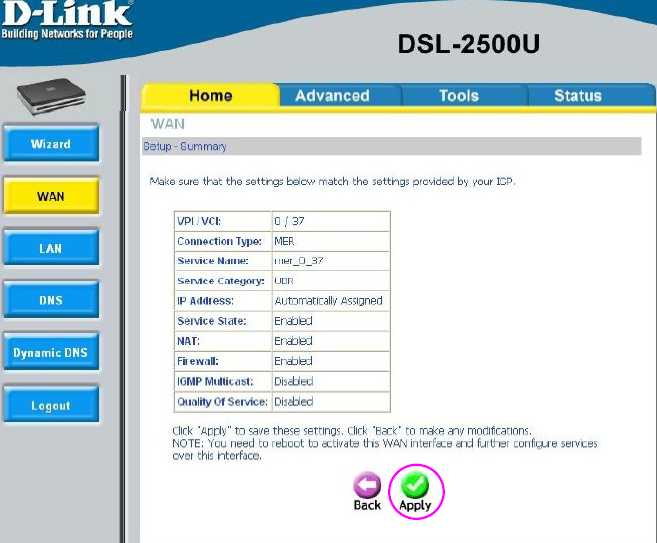 D-Link
Building Networks for People
DSL-2500U
Home Advanced Tools Status
Wizard
WAN
LAN
DNS
Dynamic DNS
Logout
WAN
Setup - Summary
Make sure that the settings below match the settings provided by your ISP.
VPI / VCI: 0 / 37
Connection Type: MER
Service Name: mer_0_37
Service Category: UBR
IP Address: Automatically Assigned
Service State: Enabled
NAT: Enabled
Firewall: Enabled
IGMP Multicast: Disabled
Quality Of Service: Disabled
Click "Apply" to save these settings. Click "Back" to make any modifications.
NOTE: You need to reboot to activate this WAN interface and further configure services
over this interface.
Back Apply